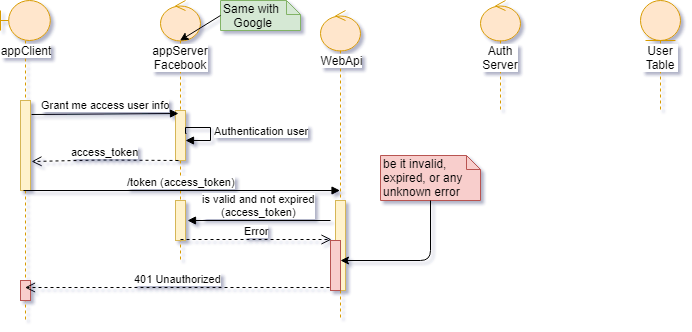 Same with
Google
appClient
appServer
Facebook
WebApi
Auth
Server
User
Table
Grant me access user info
Authentication user
access_token
/token (access_token)
be it invalid,
expired, or any
unknown error
is valid and not expired
(access_token)
Error
401 Unauthorized